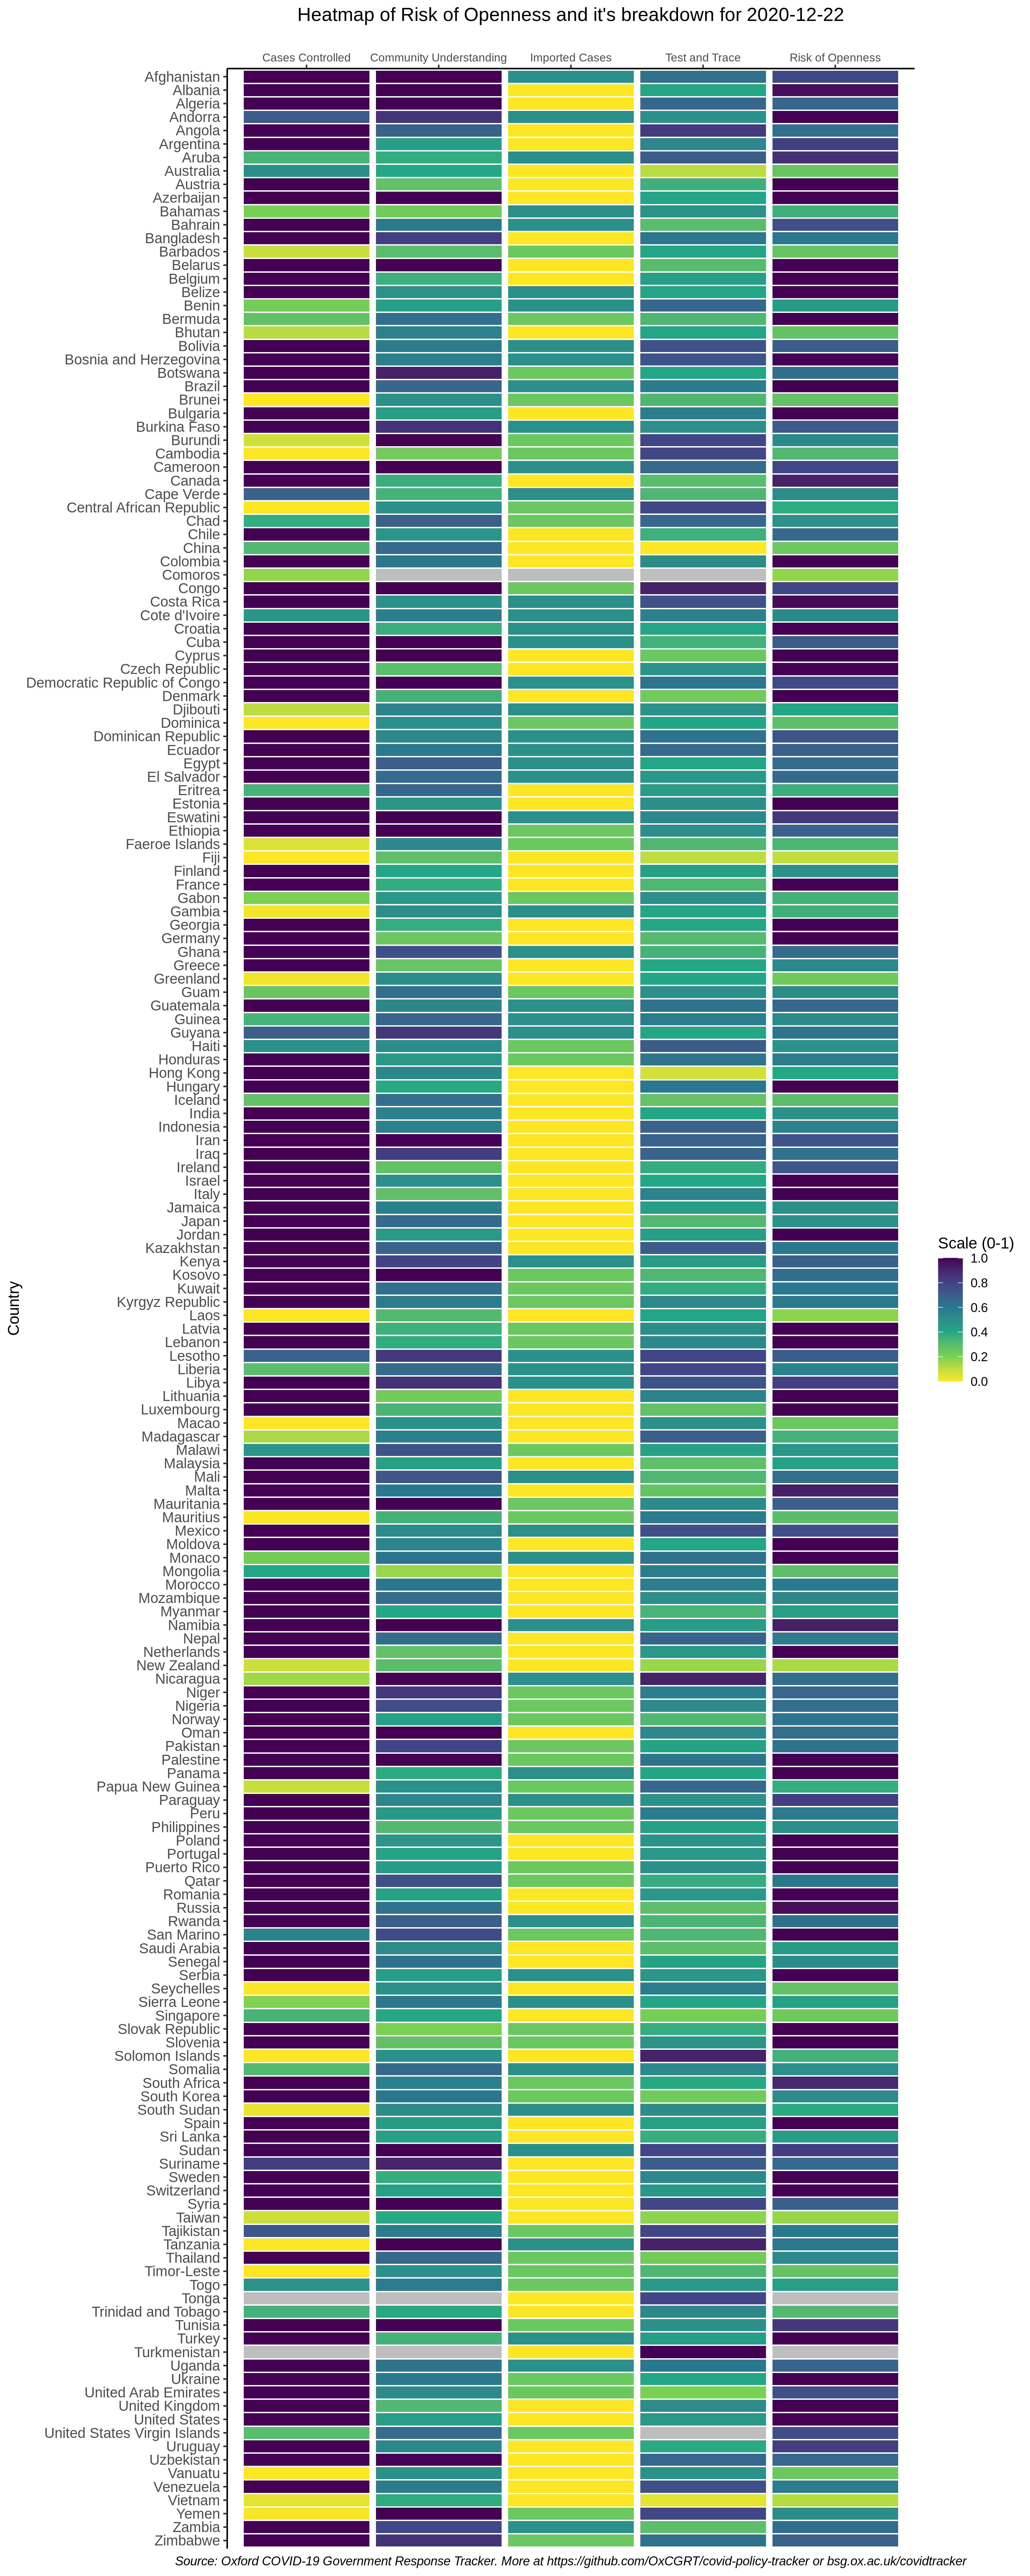 Heatmap of Risk of Openness and it's breakdown for 2020-12-22
Cases Controlled Community Understanding Imported Cases Test and Trace Risk of Openness
Afghanistan
Albania
Algeria
Andorra
Angola
Argentina
Aruba
Australia
Austria
Azerbaijan
Bahamas
Bahrain
Bangladesh
Barbados
Belarus
Belgium
Belize
Benin
Bermuda
Bhutan
Bolivia
Bosnia and Herzegovina
Botswana
Brazil
Brunei
Bulgaria
Burkina Faso
Burundi
Cambodia
Cameroon
Canada
Cape Verde
Central African Republic
Chad
Chile
China
Colombia
Comoros
Congo
Costa Rica
Cote d'Ivoire
Croatia
Cuba
Cyprus
Czech Republic
Democratic Republic of Congo
Denmark
Djibouti
Dominica
Dominican Republic
Ecuador
Egypt
El Salvador
Eritrea
Estonia
Eswatini
Ethiopia
Faeroe Islands
Fiji
Finland
France
Gabon
Gambia
Georgia
Germany
Ghana
Greece
Greenland
Guam
Guatemala
Guinea
Guyana
Haiti
Honduras
Hong Kong
Hungary
Iceland
India
Indonesia
Iran
Iraq
Ireland
Israel
Italy
Jamaica
Japan
Jordan
Kazakhstan
Kenya
Kosovo
Kuwait
Kyrgyz Republic
Laos
Latvia
Lebanon
Lesotho
Liberia
Libya
Lithuania
Luxembourg
Macao
Madagascar
Malawi
Malaysia
Mali
Malta
Mauritania
Mauritius
Mexico
Moldova
Monaco
Mongolia
Morocco
Mozambique
Myanmar
Namibia
Nepal
Netherlands
New Zealand
Nicaragua
Niger
Nigeria
Norway
Oman
Pakistan
Palestine
Panama
Papua New Guinea
Paraguay
Peru
Philippines
Poland
Portugal
Puerto Rico
Qatar
Romania
Russia
Rwanda
San Marino
Saudi Arabia
Senegal
Serbia
Seychelles
Sierra Leone
Singapore
Slovak Republic
Slovenia
Solomon Islands
Somalia
South Africa
South Korea
South Sudan
Spain
Sri Lanka
Sudan
Suriname
Sweden
Switzerland
Syria
Taiwan
Tajikistan
Tanzania
Thailand
Timor-Leste
Togo
Tonga
Trinidad and Tobago
Tunisia
Turkey
Turkmenistan
Uganda
Ukraine
United Arab Emirates
United Kingdom
United States
United States Virgin Islands
Uruguay
Uzbekistan
Vanuatu
Venezuela
Vietnam
Yemen
Zambia
Zimbabwe
Country
Scale (0-1)
1.0
0.8
0.6
0.4
0.2
0.0
Source: Oxford COVID-19 Government Response Tracker. More at https://github.com/OxCGRT/covid-policy-tracker or bsg.ox.ac.uk/covidtracker